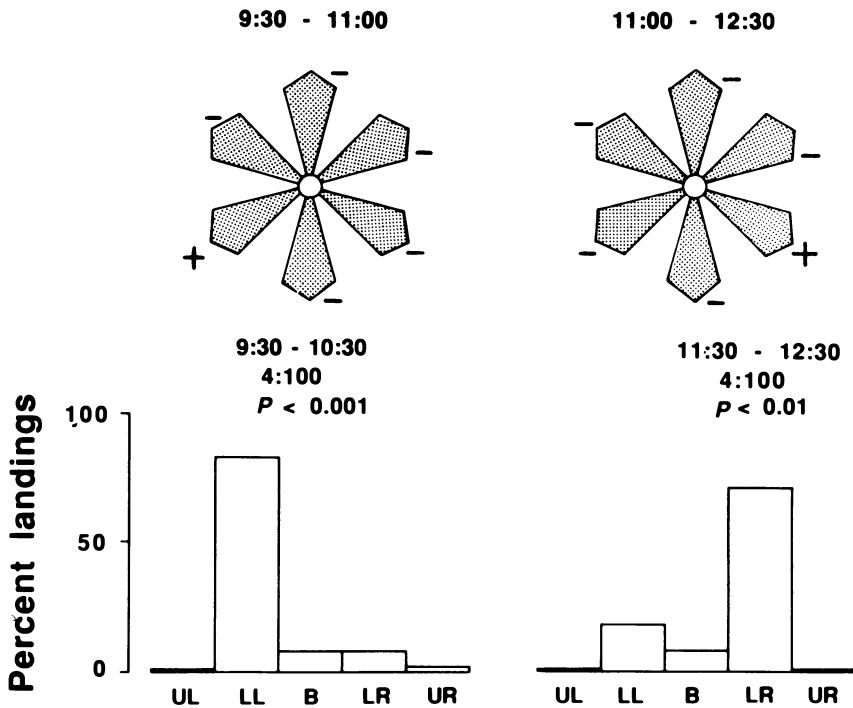 9:30 - 11:00
11:00 - 12:30
−
−
−
+
−
−
−
−
−
−
+
−
9:30 - 10:30
4:100
P < 0.001
11:30 - 12:30
4:100
P < 0.01
Percent landings
100
50
0
UL LL B LR UR
UL LL B LR UR